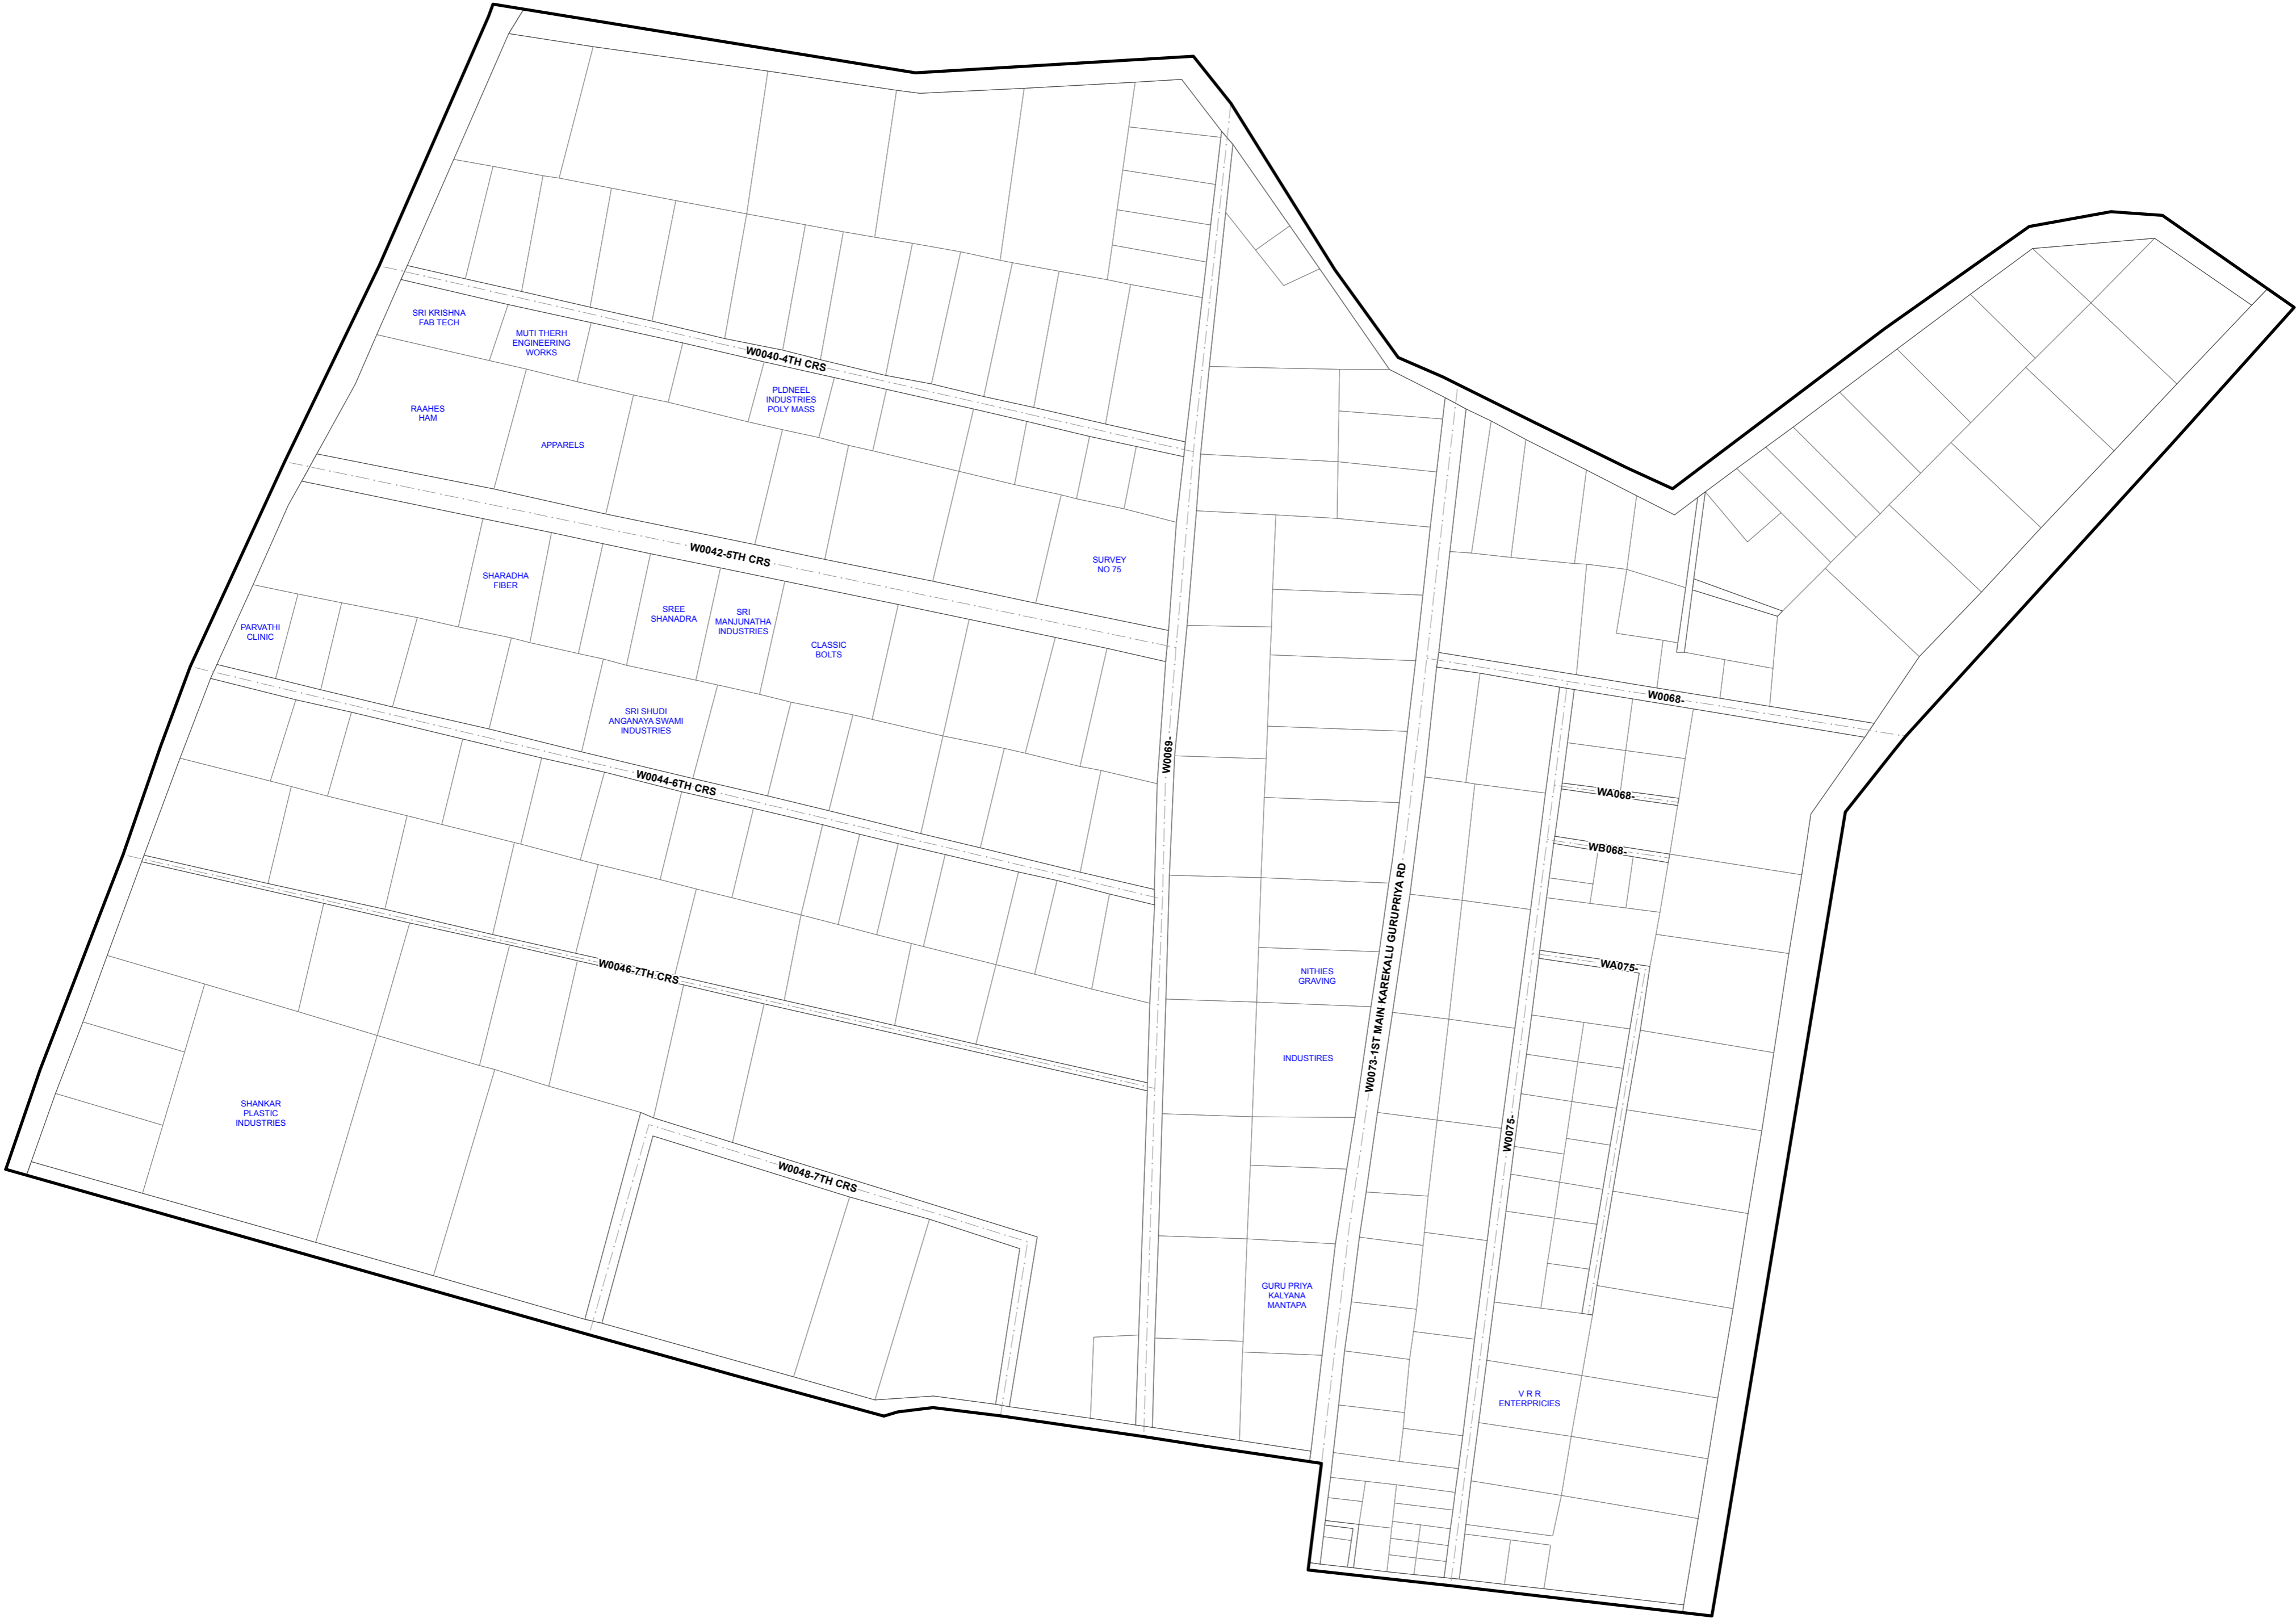 SRI KRISHNA
FAB TECH
MUTI THERH
ENGINEERING
WORKS
W0040-4TH CRS
PLDNEEL
INDUSTRIES
POLY MASS
RAAHES
HAM
APPARELS
W0042-5TH CRS
SURVEY
NO 75
SHARADHA
FIBER
SREE
SHANADRA
SRI
MANJUNATHA
INDUSTRIES
CLASSIC
BOLTS
PARVATHI
CLINIC
SRI SHUDI
ANGANAYA SWAMI
INDUSTRIES
W0068-
W0069-
W0044-6TH CRS
WA068-
WB068-
W0046-7TH CRS
W0073-1ST MAIN KAREKALU GURUPRIYA RD
NITHIES
GRAVING
WA075-
INDUSTIRES
SHANKAR
PLASTIC
INDUSTRIES
W0075-
W0048-7TH CRS
GURU PRIYA
KALYANA
MANTAPA
V R R
ENTERPRICIES